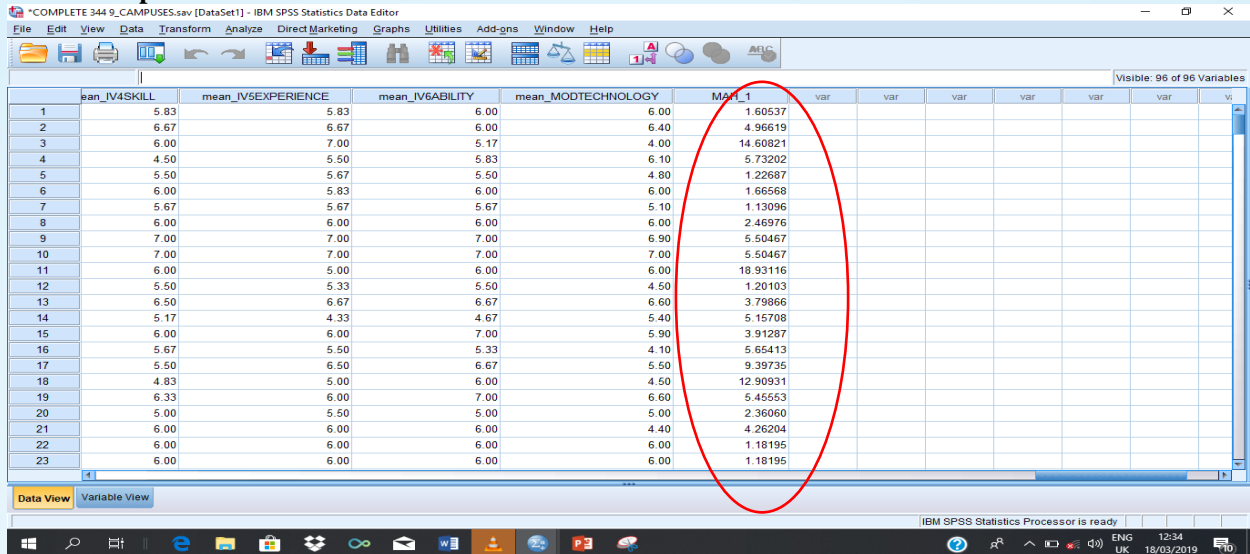 *COMPLETE 344 9_CAMPUSES.sav [DataSet1] - IBM SPSS Statistics Data Editor
File Edit View Data Transform Analyze Direct Marketing Graphs Utilities Add-ons Window Help
Visible: 96 of 96 Variables
ean_IV4SKILL mean_IV5EXPERIENCE mean_IV6ABILITY mean_MODTECHNOLOGY MAH_1 var var var var var var va
1 5.83 5.83 6.00 6.00 1.60537
2 6.67 6.67 6.00 6.40 4.96619
3 6.00 7.00 5.17 4.00 14.60821
4 4.50 5.50 5.83 6.10 5.73202
5 5.50 5.67 5.50 4.80 1.22687
6 6.00 5.83 6.00 6.00 1.66568
7 5.67 5.67 5.67 5.10 1.13096
8 6.00 6.00 6.00 6.00 2.46976
9 7.00 7.00 7.00 6.90 5.50467
10 7.00 7.00 7.00 7.00 5.50467
11 6.00 5.00 6.00 6.00 18.93116
12 5.50 5.33 5.50 4.50 1.20103
13 6.50 6.67 6.67 6.60 3.79866
14 5.17 4.33 4.67 5.40 5.15708
15 6.00 6.00 7.00 5.90 3.91287
16 5.67 5.50 5.33 4.10 5.65413
17 5.50 6.50 6.67 5.50 9.39735
18 4.83 5.00 6.00 4.50 12.90931
19 6.33 6.00 7.00 6.60 5.45553
20 5.00 5.50 5.00 5.00 2.36060
21 6.00 6.00 6.00 4.40 4.26204
22 6.00 6.00 6.00 6.00 1.18195
23 6.00 6.00 6.00 6.00 1.18195
Data View Variable View
IBM SPSS Statistics Processor is ready
ENG 12:34
UK 18/03/2019